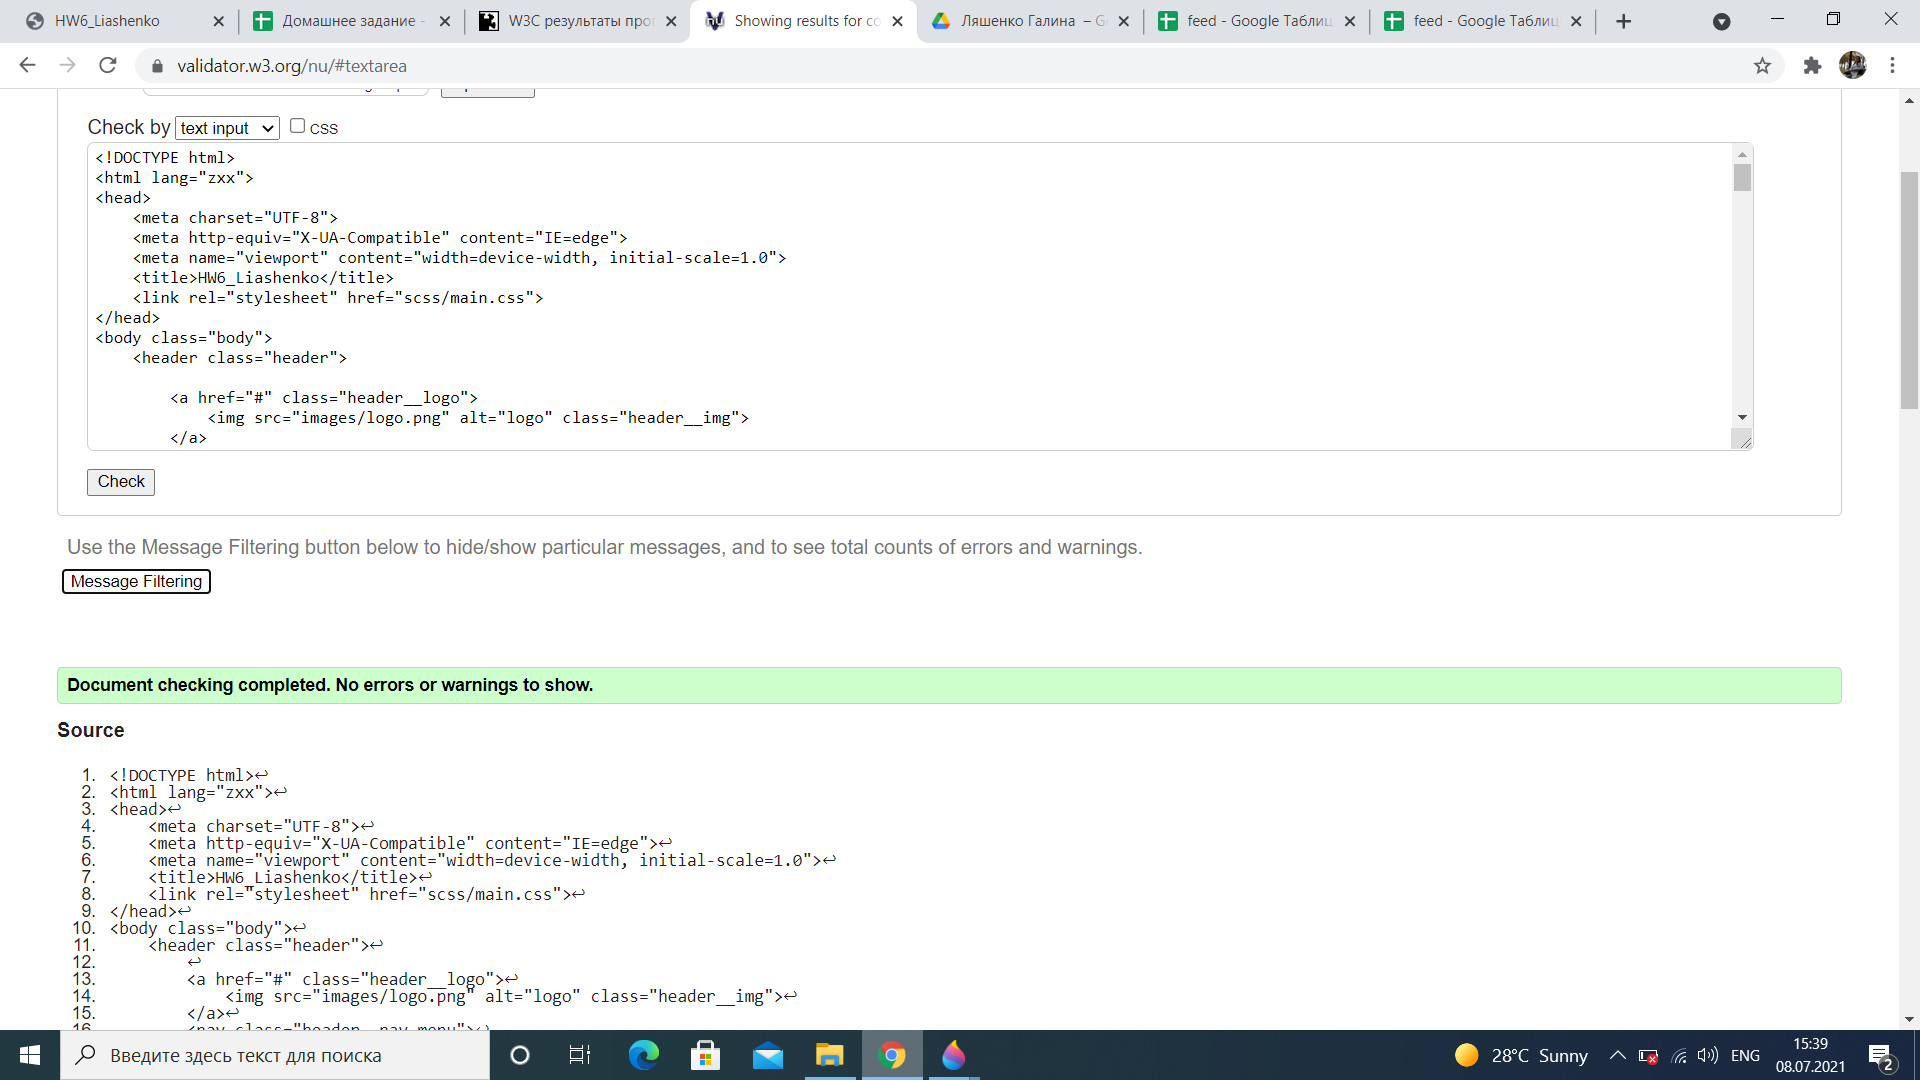 HW6_Liashenko
Домашнее задание -
W3C результаты про
Showing results for co
Ляшенко Галина – G
feed - Google Таблиц
feed - Google Таблиц
validator.w3.org/nu/#textarea
Check by text input CSS
<!DOCTYPE html>
<html lang="zxx">
<head>
<meta charset="UTF-8">
<meta http-equiv="X-UA-Compatible" content="IE=edge">
<meta name="viewport" content="width=device-width, initial-scale=1.0">
<title>HW6_Liashenko</title>
<link rel="stylesheet" href="scss/main.css">
</head>
<body class="body">
<header class="header">
<a href="#" class="header__logo">
<img src="images/logo.png" alt="logo" class="header__img">
</a>
Check
Use the Message Filtering button below to hide/show particular messages, and to see total counts of errors and warnings.
Message Filtering
Document checking completed. No errors or warnings to show.
Source
1. <!DOCTYPE html>↩
2. <html lang="zxx">↩
3. <head>↩
4. <meta charset="UTF-8">↩
5. <meta http-equiv="X-UA-Compatible" content="IE=edge">↩
6. <meta name="viewport" content="width=device-width, initial-scale=1.0">↩
7. <title>HW6_Liashenko</title>↩
8. <link rel="stylesheet" href="scss/main.css">↩
9. </head>↩
10. <body class="body">↩
11. <header class="header">↩
12. ↩
13. <a href="#" class="header__logo">↩
14. <img src="images/logo.png" alt="logo" class="header__img">↩
15. </a>↩
16. <nav class="header__nav menu">↩
Введите здесь текст для поиска
28°C Sunny
ENG
15:39
08.07.2021
2